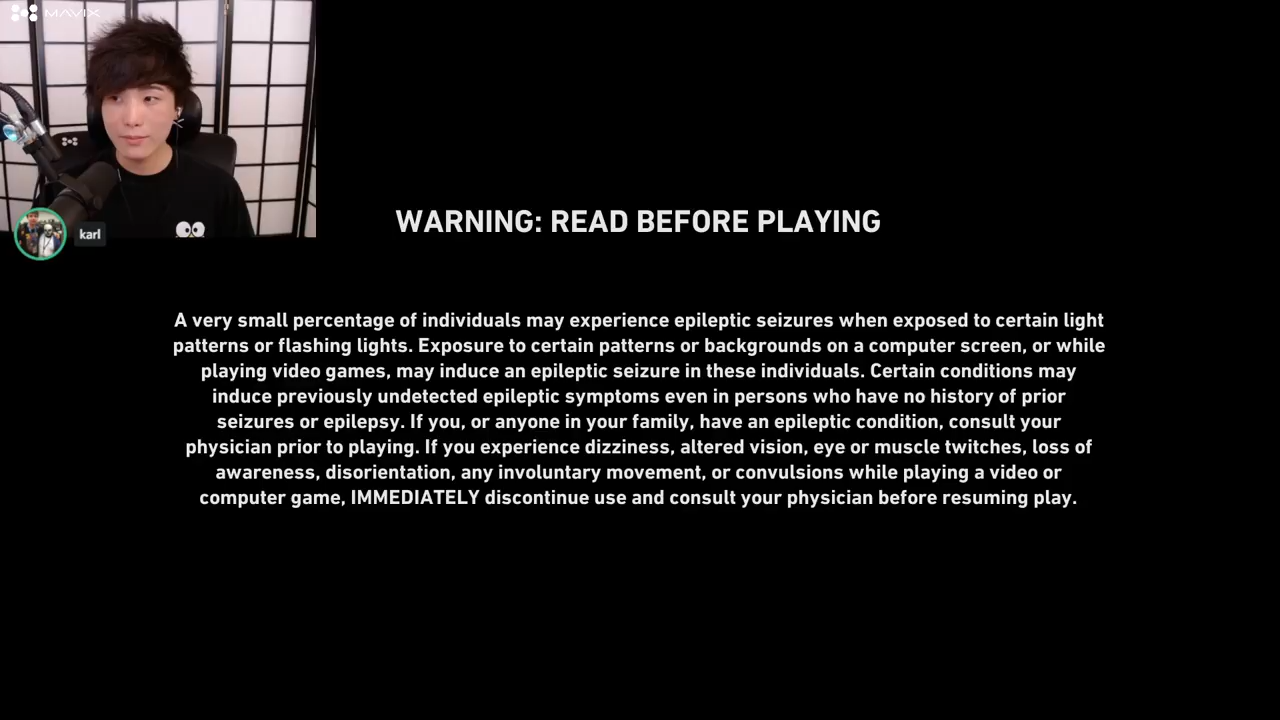 MAVIX
karl
WARNING: READ BEFORE PLAYING
A very small percentage of individuals may experience epileptic seizures when exposed to certain light
patterns or flashing lights. Exposure to certain patterns or backgrounds on a computer screen, or while
playing video games, may induce an epileptic seizure in these individuals. Certain conditions may
induce previously undetected epileptic symptoms even in persons who have no history of prior
seizures or epilepsy. If you, or anyone in your family, have an epileptic condition, consult your
physician prior to playing. If you experience dizziness, altered vision, eye or muscle twitches, loss of
awareness, disorientation, any involuntary movement, or convulsions while playing a video or
computer game, IMMEDIATELY discontinue use and consult your physician before resuming play.